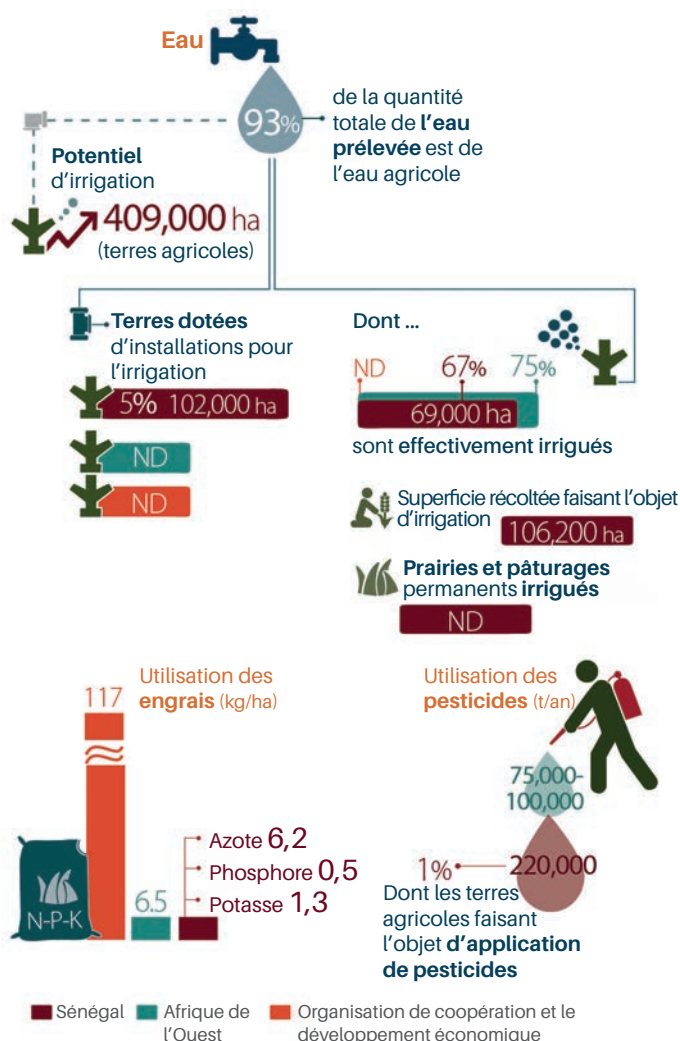 Eau
93%
de la quantité
totale de l'eau
prélevée est de
l'eau agricole
Potentiel
d'irrigation
409,000 ha
(terres agricoles)
Terres dotées
d'installations pour
l'irrigation
5% 102,000 ha
ND
ND
Dont ...
ND 67% 75%
69,000 ha
sont effectivement irrigués
Superficie récoltée faisant l'objet
d'irrigation
106,200 ha
Prairies et pâturages
permanents irrigués
ND
Utilisation des
engrais (kg/ha)
117
N-P-K
6.5
Azote 6,2
Phosphore 0,5
Potasse 1,3
Utilisation des
pesticides (t/an)
75,000-
100,000
1% 220,000
Dont les terres
agricoles faisant
l'objet d'application
de pesticides
Sénégal
Afrique de
l'Ouest
Organisation de coopération et le
développement économique